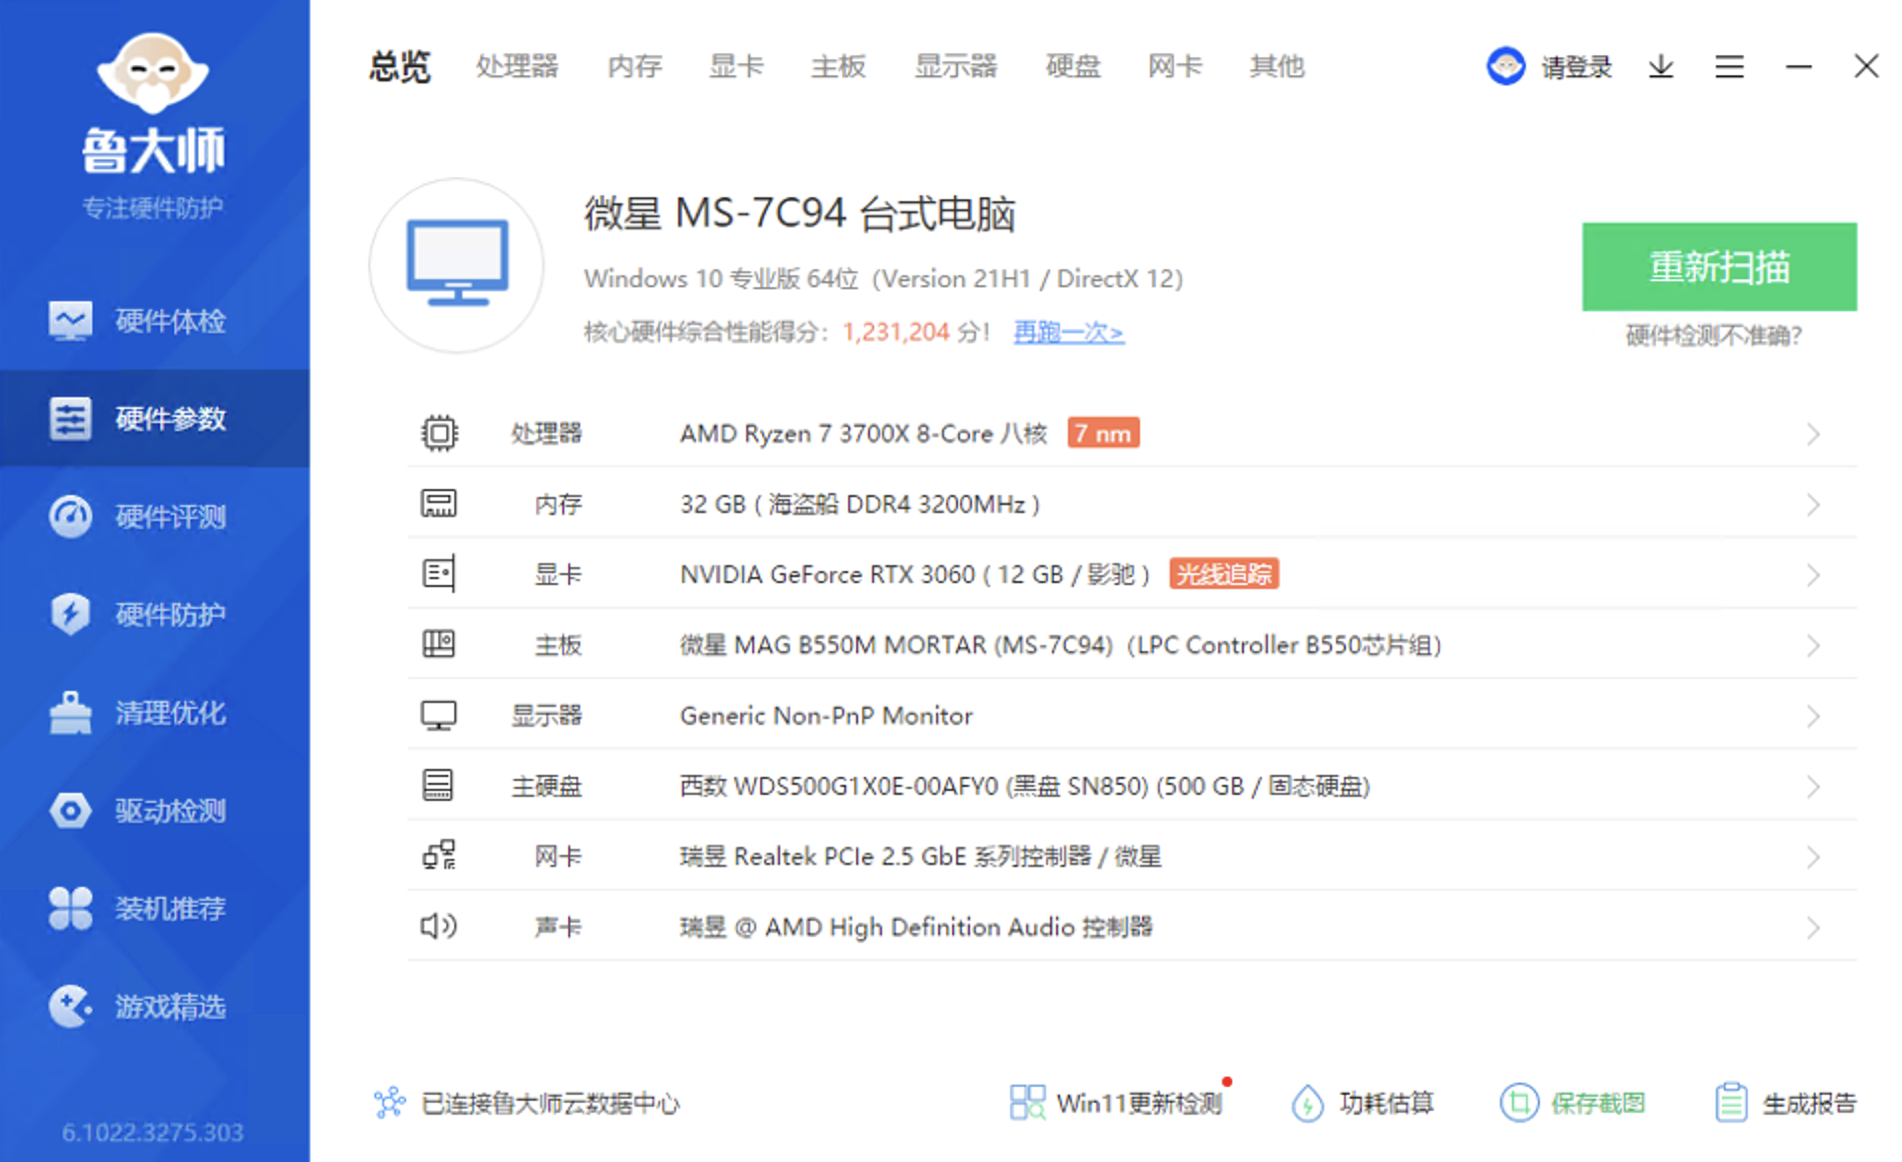 总览 处理器 内存 显卡 主板 显示器 硬盘 网卡 其他 请登录
鲁大师
专注硬件防护
硬件体检
硬件参数
硬件评测
硬件防护
清理优化
驱动检测
装机推荐
游戏精选
6.1022.3275.303
微星 MS-7C94 台式电脑
Windows 10 专业版 64位（Version 21H1 / DirectX 12）
核心硬件综合性能得分：1,231,204 分！ 再跑一次>
重新扫描
硬件检测不准确？
处理器 AMD Ryzen 7 3700X 8-Core 八核 7 nm
内存 32 GB ( 海盗船 DDR4 3200MHz )
显卡 NVIDIA GeForce RTX 3060 ( 12 GB / 影驰 ) 光线追踪
主板 微星 MAG B550M MORTAR (MS-7C94)（LPC Controller B550芯片组）
显示器 Generic Non-PnP Monitor
主硬盘 西数 WDS500G1X0E-00AFY0 (黑盘 SN850) (500 GB / 固态硬盘)
网卡 瑞昱 Realtek PCIe 2.5 GbE 系列控制器 / 微星
声卡 瑞昱 @ AMD High Definition Audio 控制器
已连接鲁大师云数据中心 Win11更新检测 功耗估算 保存截图 生成报告